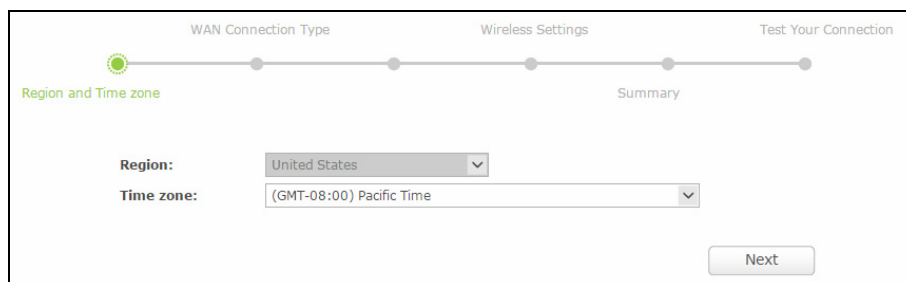 WAN Connection Type Wireless Settings Test Your Connection
Region and Time zone Summary
Region: United States
Time zone: (GMT-08:00) Pacific Time
Next